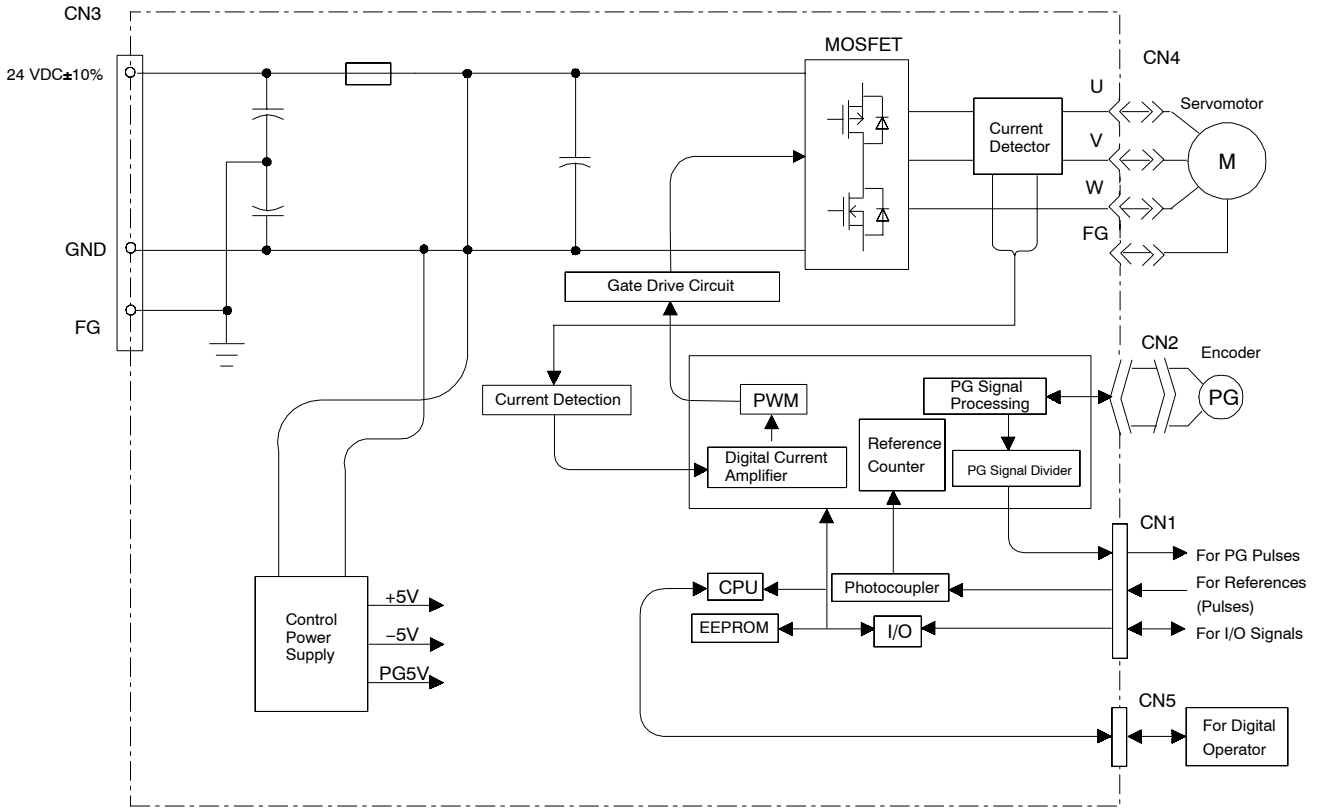 CN3
MOSFET
24 VDC±10%
CN4
U
Servomotor
Current
Detector
V
M
W
FG
GND
Gate Drive Circuit
FG
CN2
Encoder
Current Detection
PWM
PG Signal
Processing
PG
Reference
Counter
Digital Current
Amplifier
PG Signal Divider
CN1
For PG Pulses
CPU
Photocoupler
For References
(Pulses)
EEPROM
I/O
For I/O Signals
Control
Power
Supply
+5V
−5V
PG5V
CN5
For Digital
Operator